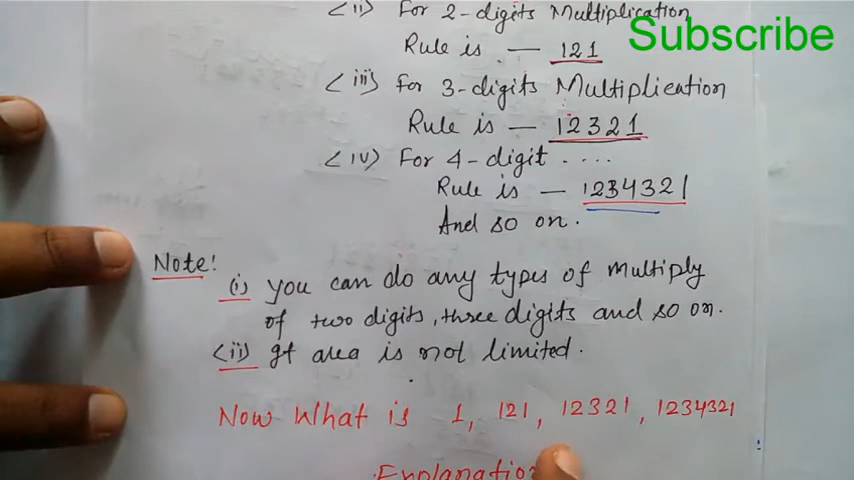 <ii> For 2-digits Multiplication
Subscribe
Rule is — 121
<iii> For 3-digits Multiplication
Rule is — 12321
<iv> For 4-digit ....
Rule is — 1234321
And so on.
Note!
(i) you can do any types of multiply
of two digits, three digits and so on.
<ii> It area is not limited.
Now What is 1, 121, 12321, 1234321
Explanation